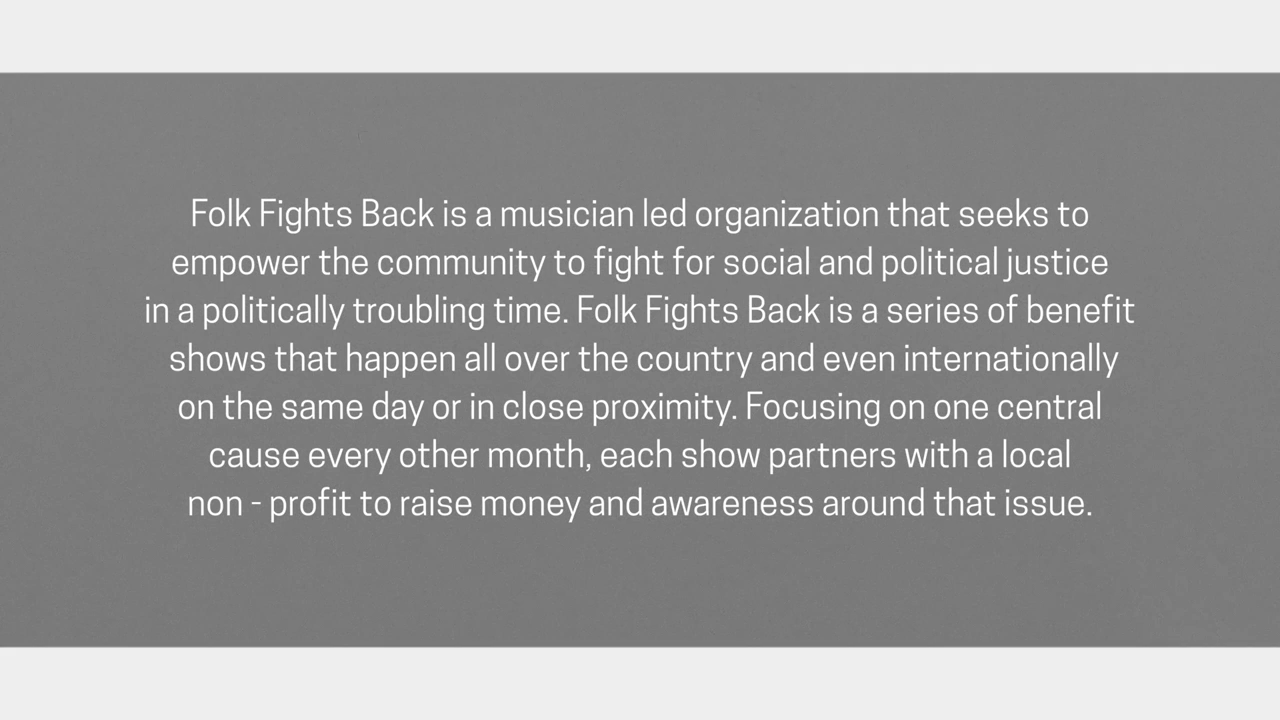 Folk Fights Back is a musician led organization that seeks to
empower the community to fight for social and political justice
in a politically troubling time. Folk Fights Back is a series of benefit
shows that happen all over the country and even internationally
on the same day or in close proximity. Focusing on one central
cause every other month, each show partners with a local
non - profit to raise money and awareness around that issue.